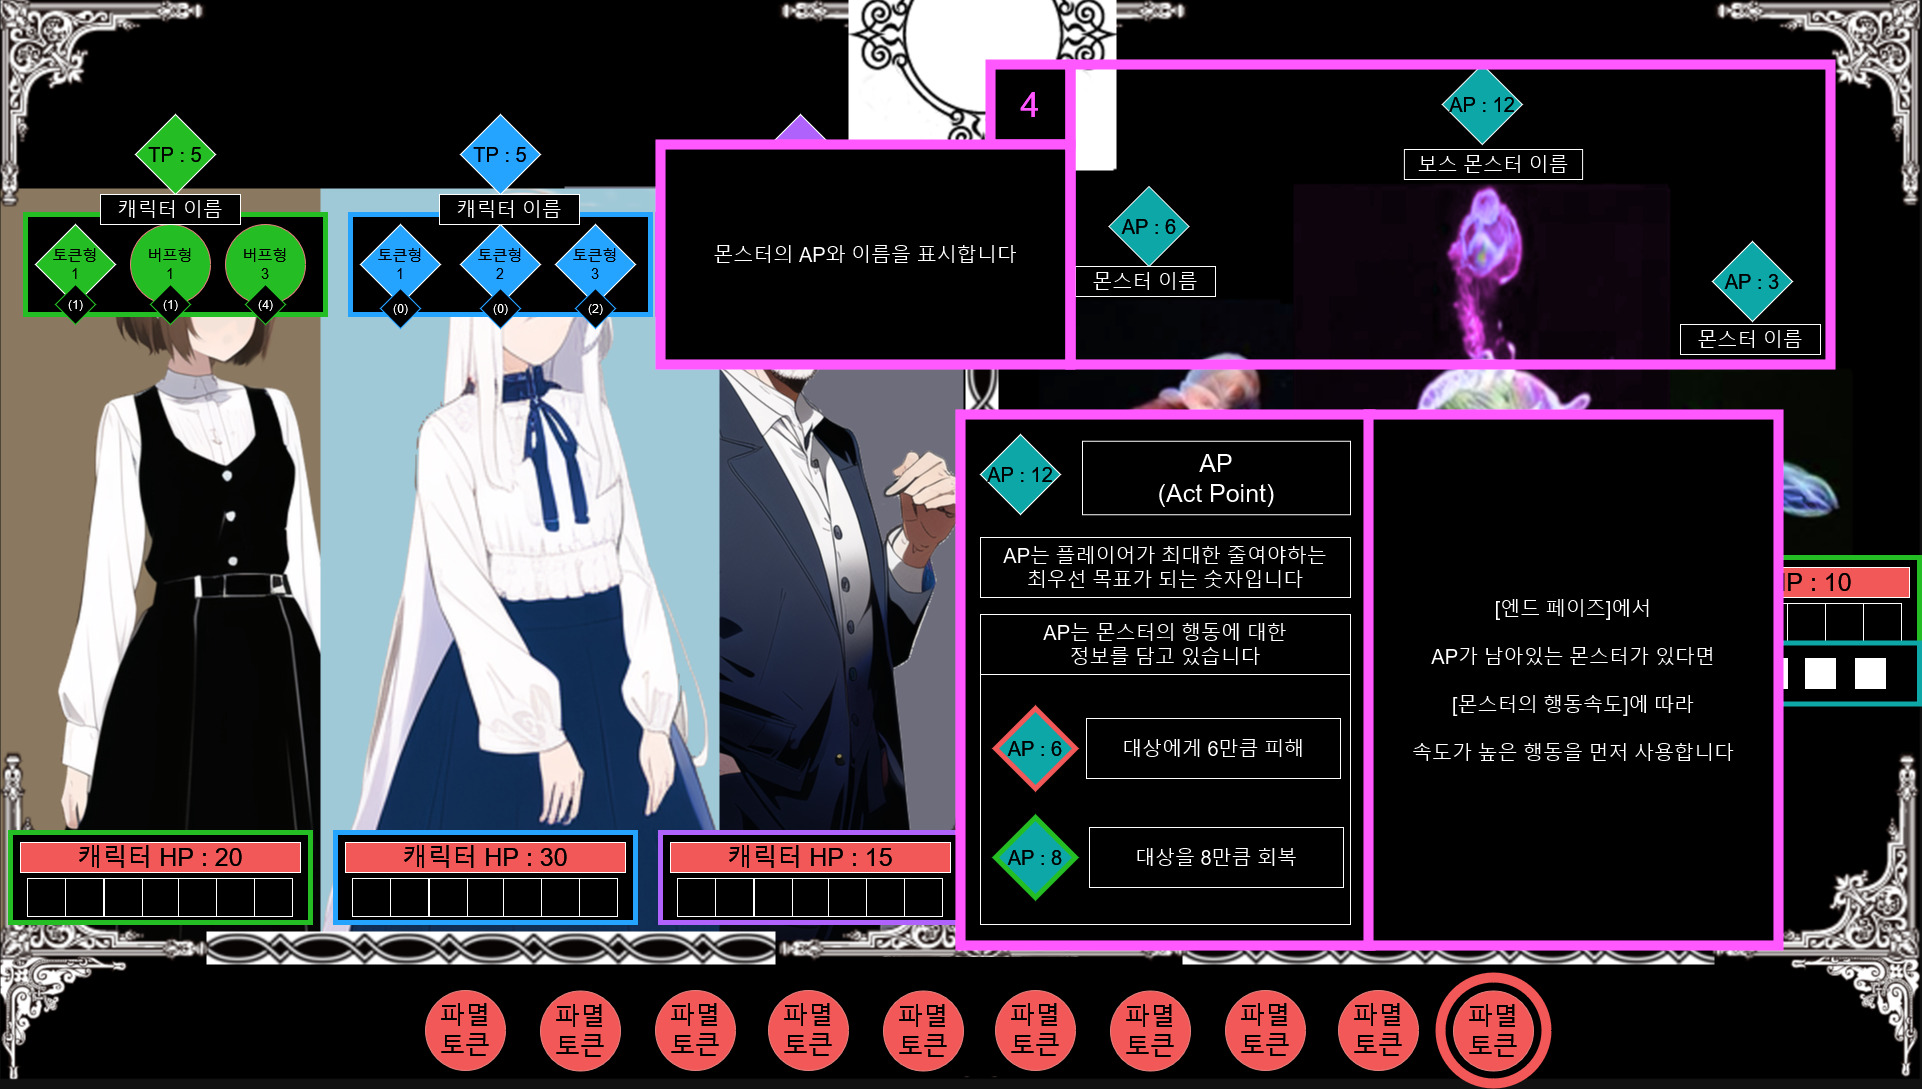 4
AP : 12
보스 몬스터 이름
TP : 5
TP : 5
캐릭터 이름
캐릭터 이름
토큰형
1
(1)
버프형
1
(1)
버프형
3
(4)
토큰형
1
(0)
토큰형
2
(0)
토큰형
3
(2)
몬스터의 AP와 이름을 표시합니다
AP : 6
몬스터 이름
AP : 3
몬스터 이름
AP : 12
AP
(Act Point)
AP는 플레이어가 최대한 줄여야하는
최우선 목표가 되는 숫자입니다
AP는 몬스터의 행동에 대한
정보를 담고 있습니다
AP : 6
대상에게 6만큼 피해
AP : 8
대상을 8만큼 회복
[엔드 페이즈]에서
AP가 남아있는 몬스터가 있다면
[몬스터의 행동속도]에 따라
속도가 높은 행동을 먼저 사용합니다
HP : 10
캐릭터 HP : 20
캐릭터 HP : 30
캐릭터 HP : 15
파멸
토큰
파멸
토큰
파멸
토큰
파멸
토큰
파멸
토큰
파멸
토큰
파멸
토큰
파멸
토큰
파멸
토큰
파멸
토큰